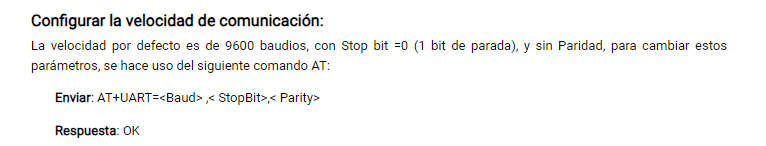 Configurar la velocidad de comunicación:
La velocidad por defecto es de 9600 baudios, con Stop bit =0 (1 bit de parada), y sin Paridad, para cambiar estos
parámetros, se hace uso del siguiente comando AT:
Enviar: AT+UART=<Baud> ,< StopBit>,< Parity>
Respuesta: OK